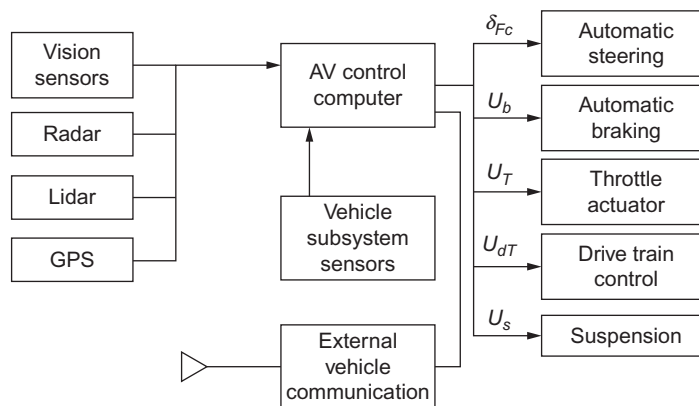 Vision
sensors
Radar
Lidar
GPS
AV control
computer
Vehicle
subsystem
sensors
External
vehicle
communication
δFc
Automatic
steering
Ub
Automatic
braking
UT
Throttle
actuator
UdT
Drive train
control
Us
Suspension